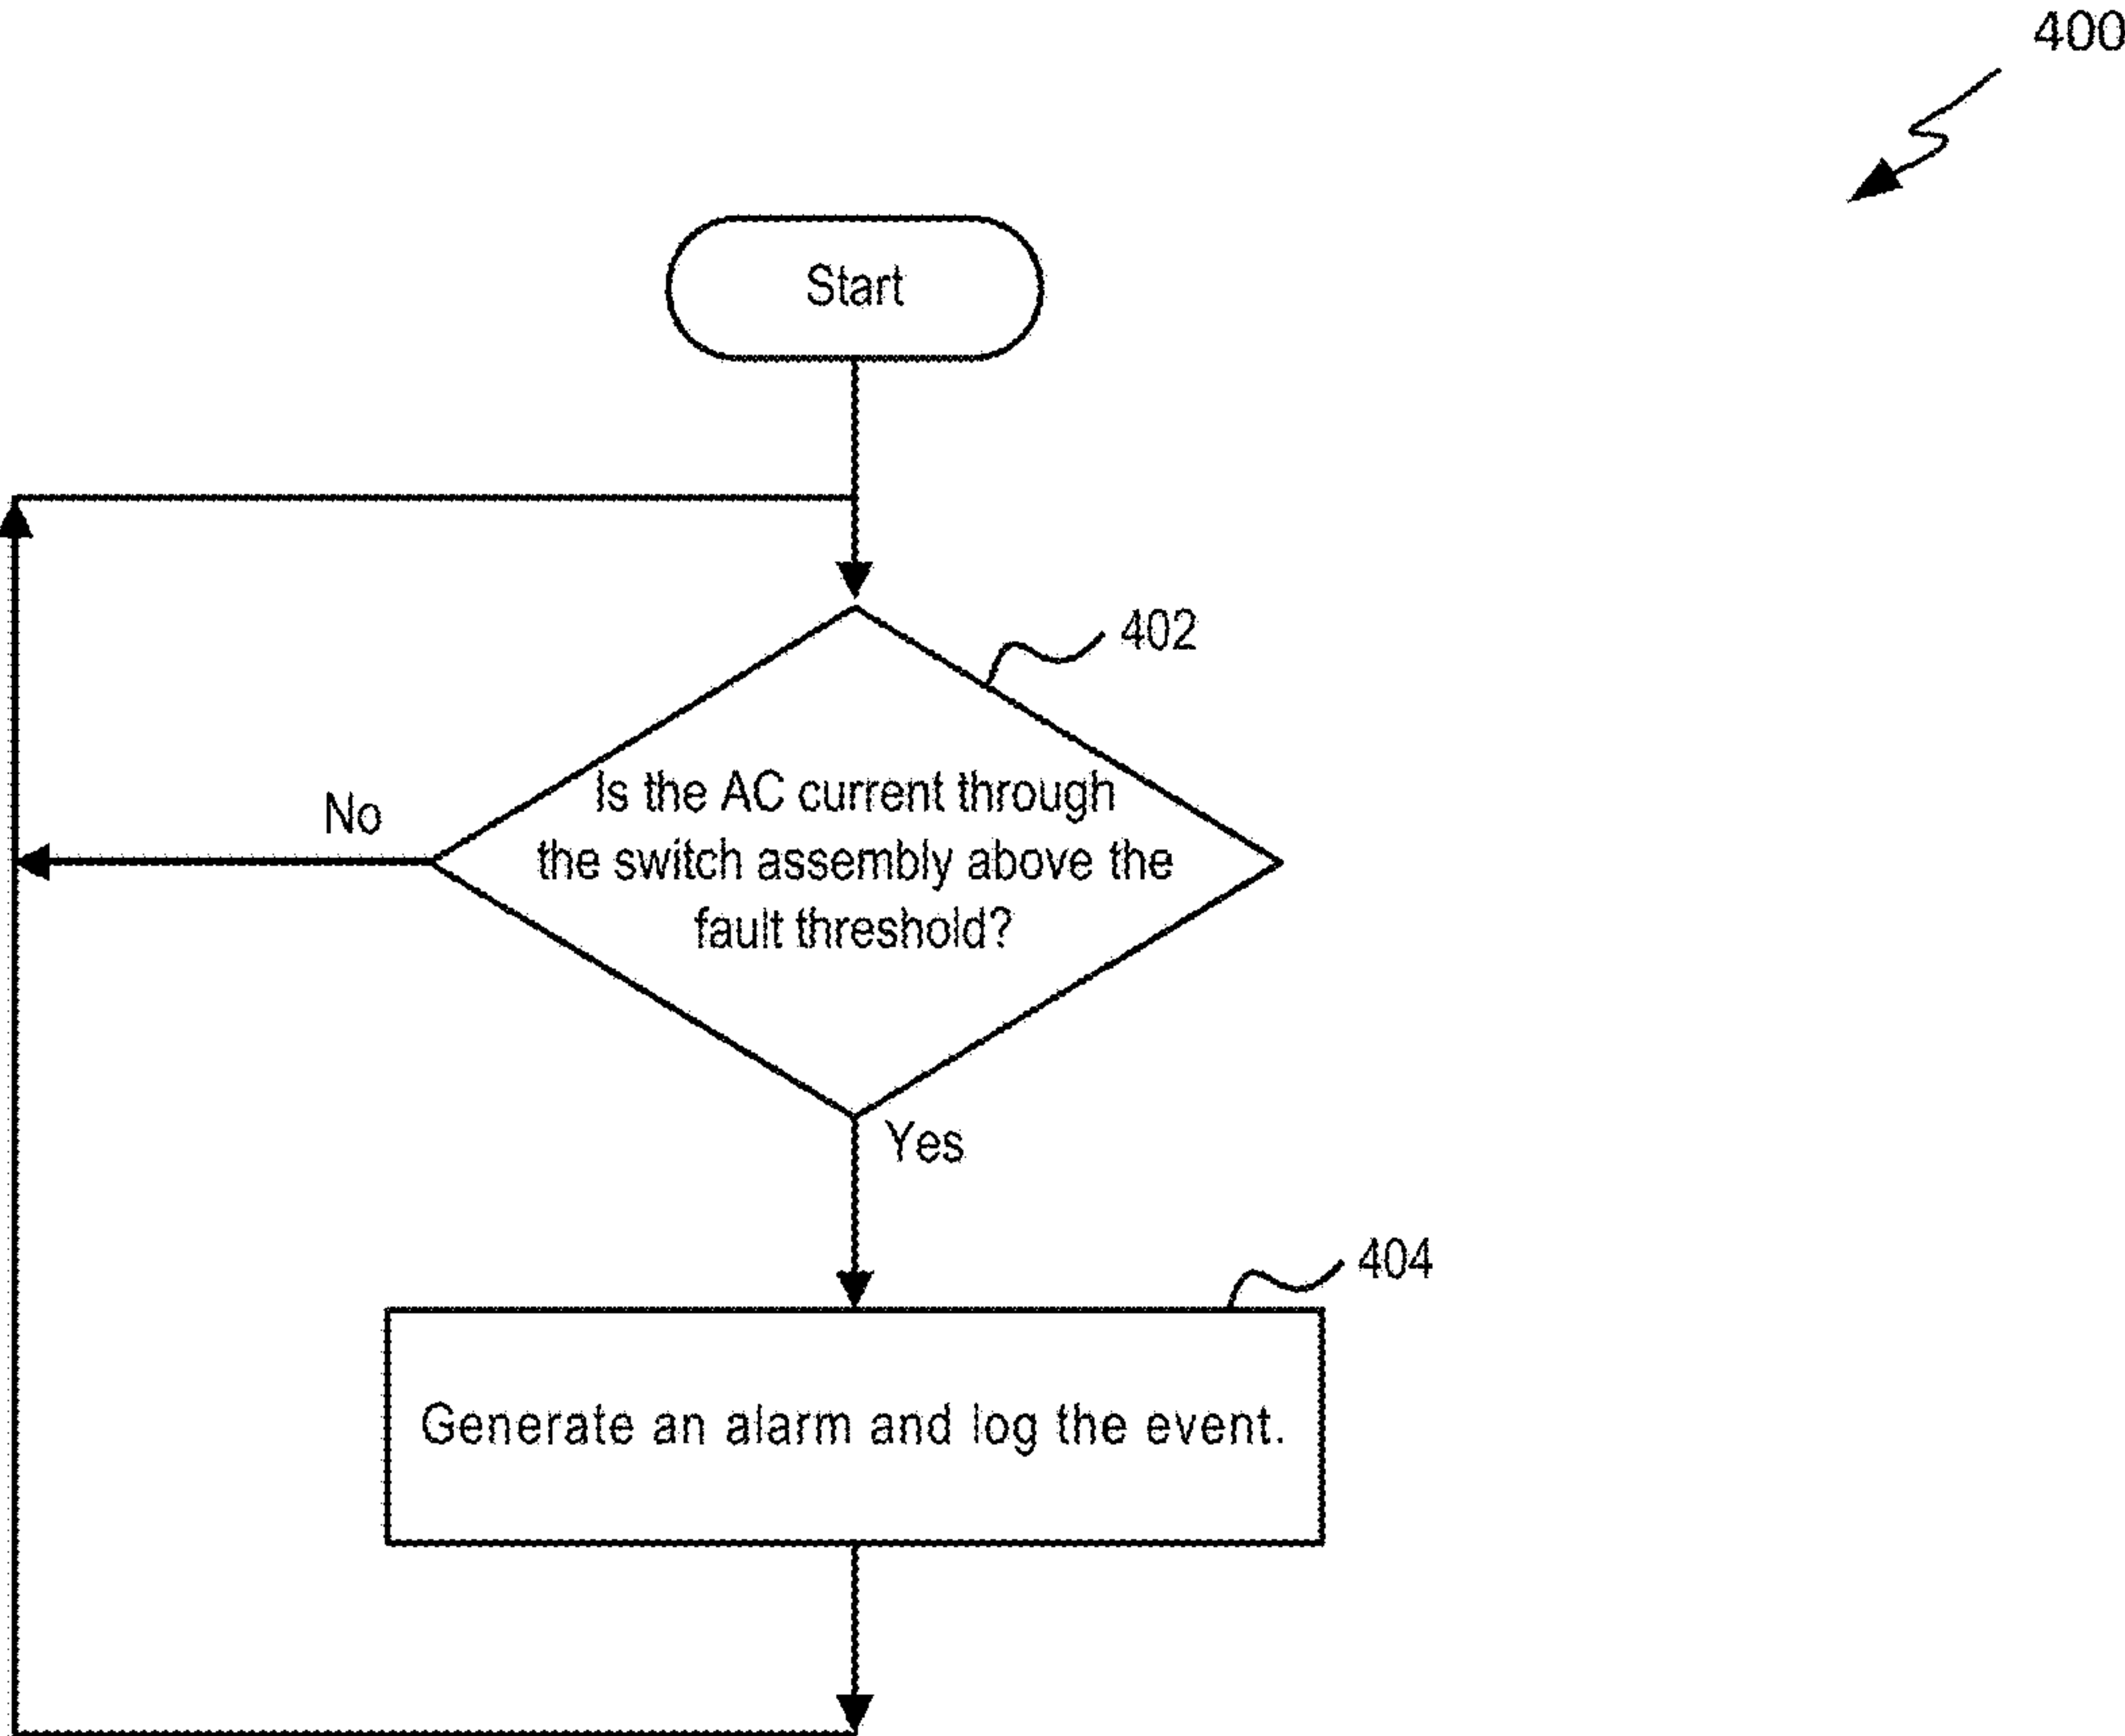 400
Start
402
Is the AC current through
the switch assembly above the
fault threshold?
No
Yes
404
Generate an alarm and log the event.